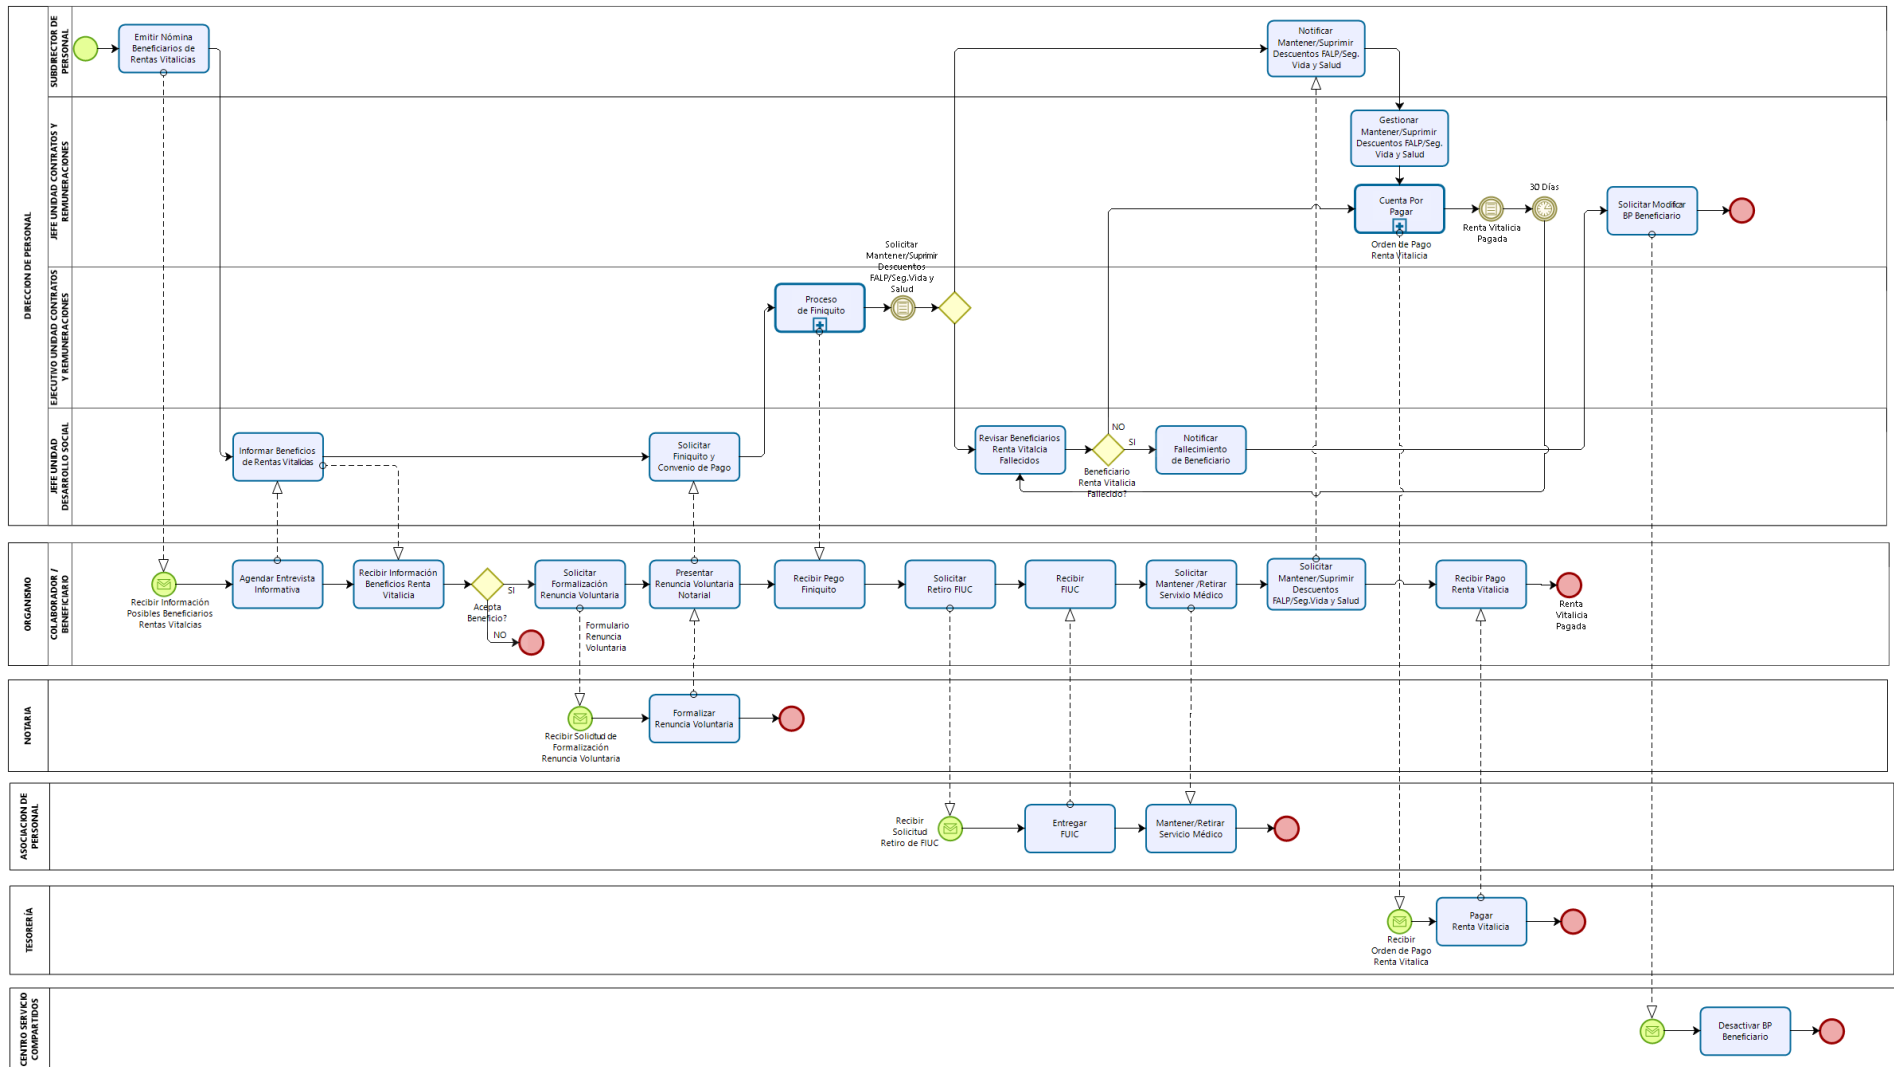 DIRECCION DE PERSONAL
SUBDIRECTOR DE
PERSONAL
Emitir Nómina
Beneficiarios de
Rentas Vitalicias
Notificar
Mantener/Suprimir
Descuentos FALP/Seg.
Vida y Salud
JEFE UNIDAD CONTRATOS Y
REMUNERACIONES
Gestionar
Mantener/Suprimir
Descuentos FALP/Seg.
Vida y Salud
Cuenta Por
Pagar
Orden de Pago
Renta Vitalicia
Renta Vitalicia
Pagada
30 Días
Solicitar Modificar
BP Beneficiario
EJECUTIVO UNIDAD CONTRATOS
Y REMUNERACIONES
Proceso
de Finiquito
Solicitar
Mantener/Suprimir
Descuentos
FALP/Seg.Vida y
Salud
JEFE UNIDAD
DESARROLLO SOCIAL
Informar Beneficios
de Rentas Vitalicias
Solicitar
Finiquito y
Convenio de Pago
Revisar Beneficiarios
Renta Vitalcia
Fallecidos
NO
SI
Beneficiario
Renta Vitalicia
Fallecido?
Notificar
Fallecimiento
de Beneficiario
ORGANISMO
COLABORADOR /
BENEFICIARIO
Recibir Información
Posibles Beneficiarios
Rentas Vitalcias
Agendar Entrevista
Informativa
Recibir Información
Beneficios Renta
Vitalicia
Acepta
Beneficio?
SI
NO
Solicitar
Formalización
Renuncia Voluntaria
Formulario
Renuncia
Voluntaria
Presentar
Renuncia Voluntaria
Notarial
Recibir Pego
Finiquito
Solicitar
Retiro FIUC
Recibir
FIUC
Solicitar
Mantener /Retirar
Servixio Médico
Solicitar
Mantener/Suprimir
Descuentos
FALP/Seg.Vida y Salud
Recibir Pago
Renta Vitalicia
Renta
Vitalicia
Pagada
NOTARIA
Recibir Solicitud de
Formalización
Renuncia Voluntaria
Formalizar
Renuncia Voluntaria
ASOCIACION DE
PERSONAL
Recibir
Solicitud
Retiro de FIUC
Entregar
FUIC
Mantener/Retirar
Servicio Médico
TESORERÍA
Recibir
Orden de Pago
Renta Vitalica
Pagar
Renta Vitalicia
CENTRO SERVICIO
COMPARTIDOS
Desactivar BP
Beneficiario